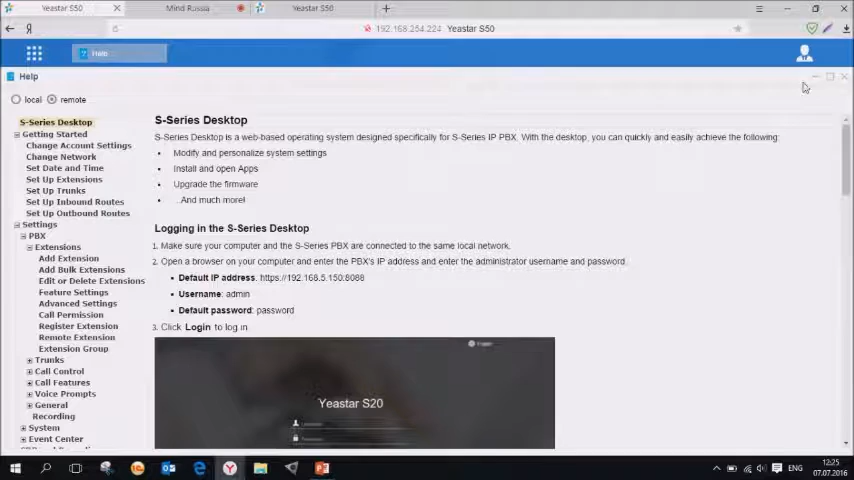 Yeastar S50
Mind Russia
Yeastar S50
192.168.254.224 Yeastar S50
Help
Help
local
remote
S-Series Desktop
Getting Started
Change Account Settings
Change Network
Set Date and Time
Set Up Extensions
Set Up Trunks
Set Up Inbound Routes
Set Up Outbound Routes
Settings
PBX
Extensions
Add Extension
Add Bulk Extensions
Edit or Delete Extensions
Feature Settings
Advanced Settings
Call Permission
Register Extension
Remote Extension
Extension Group
Trunks
Call Control
Call Features
Voice Prompts
General
Recording
System
Event Center
S-Series Desktop
S-Series Desktop is a web-based operating system designed specifically for S-Series IP PBX. With the desktop, you can quickly and easily achieve the following:
• Modify and personalize system settings
• Install and open Apps
• Upgrade the firmware
• ...And much more!
Logging in the S-Series Desktop
1. Make sure your computer and the S-Series PBX are connected to the same local network.
2. Open a browser on your computer and enter the PBX's IP address and enter the administrator username and password.
• Default IP address: https://192.168.5.150:8088
• Username: admin
• Default password: password
3. Click Login to log in
Yeastar S20
ENG
12:25
07.07.2016